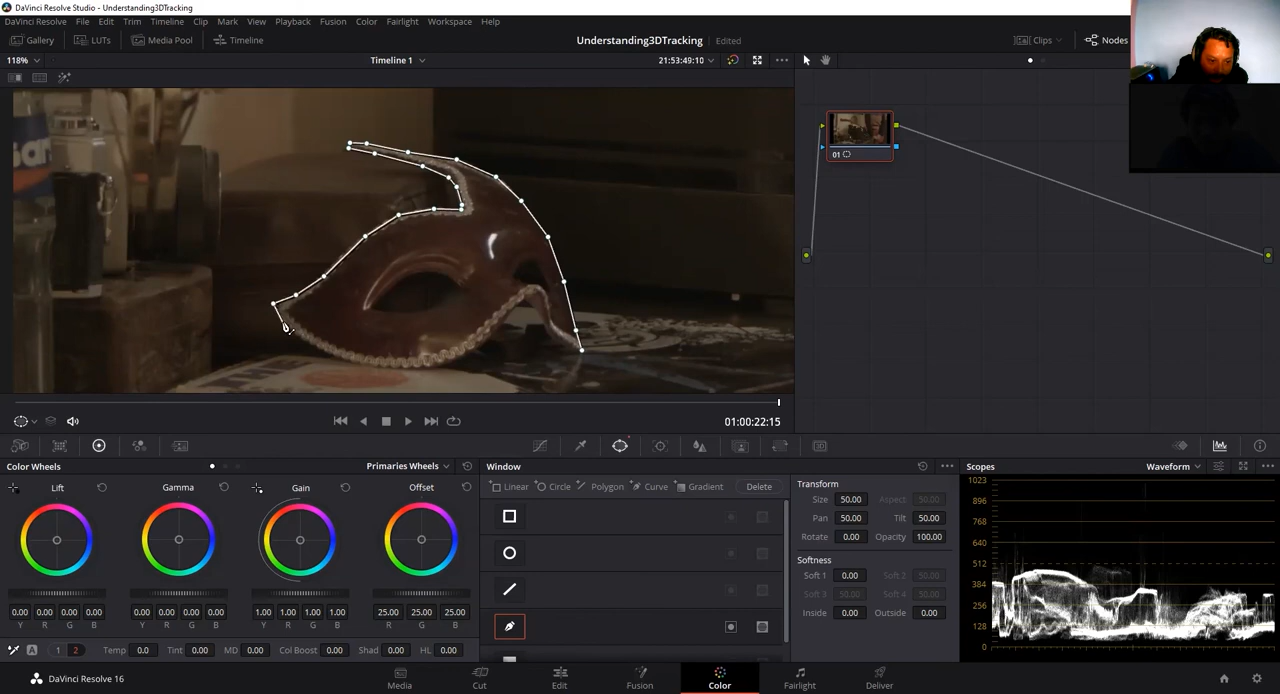 DaVinci Resolve Studio - Understanding3DTracking
DaVinci Resolve File Edit Trim Timeline Clip Mark View Playback Fusion Color Fairlight Workspace Help
Gallery LUTs Media Pool Timeline Understanding3DTracking Edited Clips Nodes
118% Timeline 1 21:53:49:10
san
01
01:00:22:15
Color Wheels Primaries Wheels Window Scopes Waveform
Lift Gamma Gain Offset
Linear Circle Polygon Curve Gradient Delete
Transform
Size 50.00 Aspect 50.00
Pan 50.00 Tilt 50.00
Rotate 0.00 Opacity 100.00
Softness
Soft 1 0.00 Soft 2 50.00
Soft 3 50.00 Soft 4 50.00
Inside 0.00 Outside 0.00
1023
896
768
640
512
384
256
128
0
0.00 0.00 0.00 0.00 0.00 0.00 0.00 0.00 1.00 1.00 1.00 1.00 25.00 25.00 25.00
Y R G B Y R G B Y R G B R G B
A 1 2 Temp 0.0 Tint 0.00 MD 0.00 Col Boost 0.00 Shad 0.00 HL 0.00
DaVinci Resolve 16 Media Cut Edit Fusion Color Fairlight Deliver